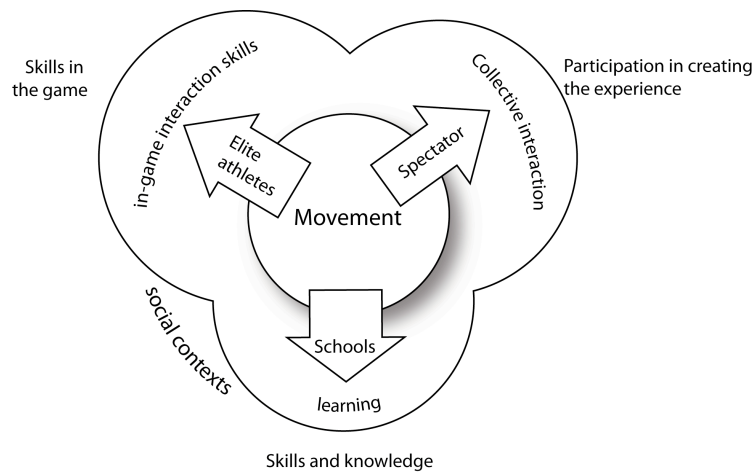 Skills in
the game
in-game interaction skills
Elite
athletes
Spectator
Collective interaction
Participation in creating
the experience
Movement
social contexts
Schools
learning
Skills and knowledge